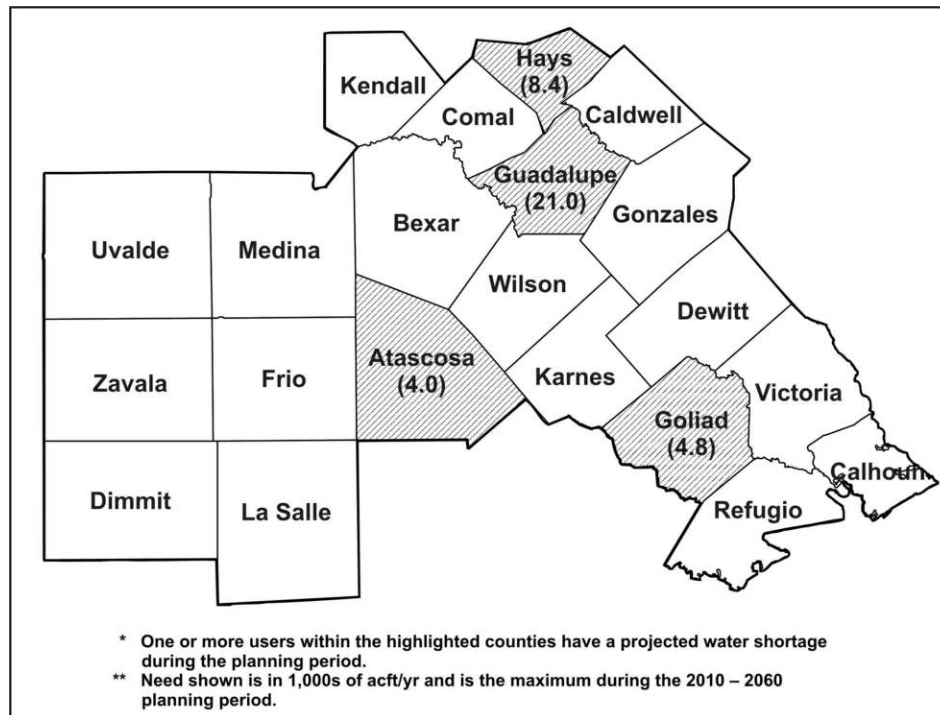 Hays
(8.4)
Kendall
Comal
Caldwell
Guadalupe
(21.0)
Gonzales
Bexar
Uvalde
Medina
Wilson
Dewitt
Atascosa
(4.0)
Zavala
Frio
Karnes
Victoria
Goliad
(4.8)
Calhoun
Dimmit
La Salle
Refugio
* One or more users within the highlighted counties have a projected water shortage
during the planning period.
** Need shown is in 1,000s of acft/yr and is the maximum during the 2010 – 2060
planning period.